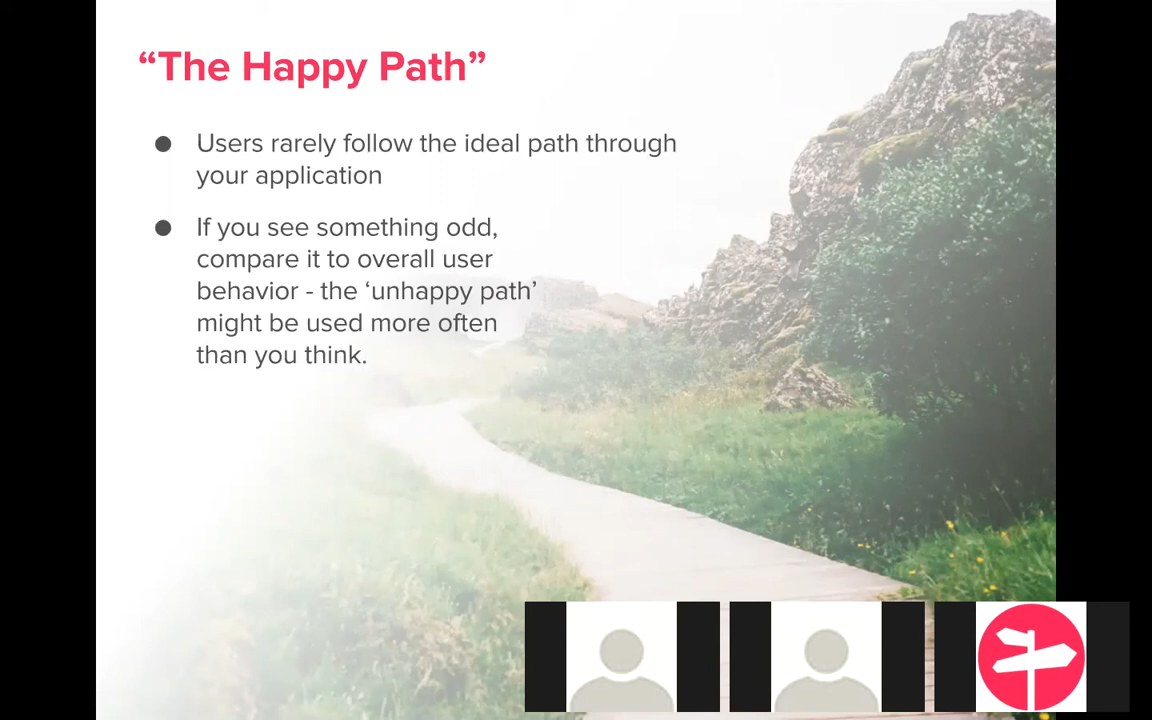 “The Happy Path”
● Users rarely follow the ideal path through
your application
● If you see something odd,
compare it to overall user
behavior - the ‘unhappy path’
might be used more often
than you think.